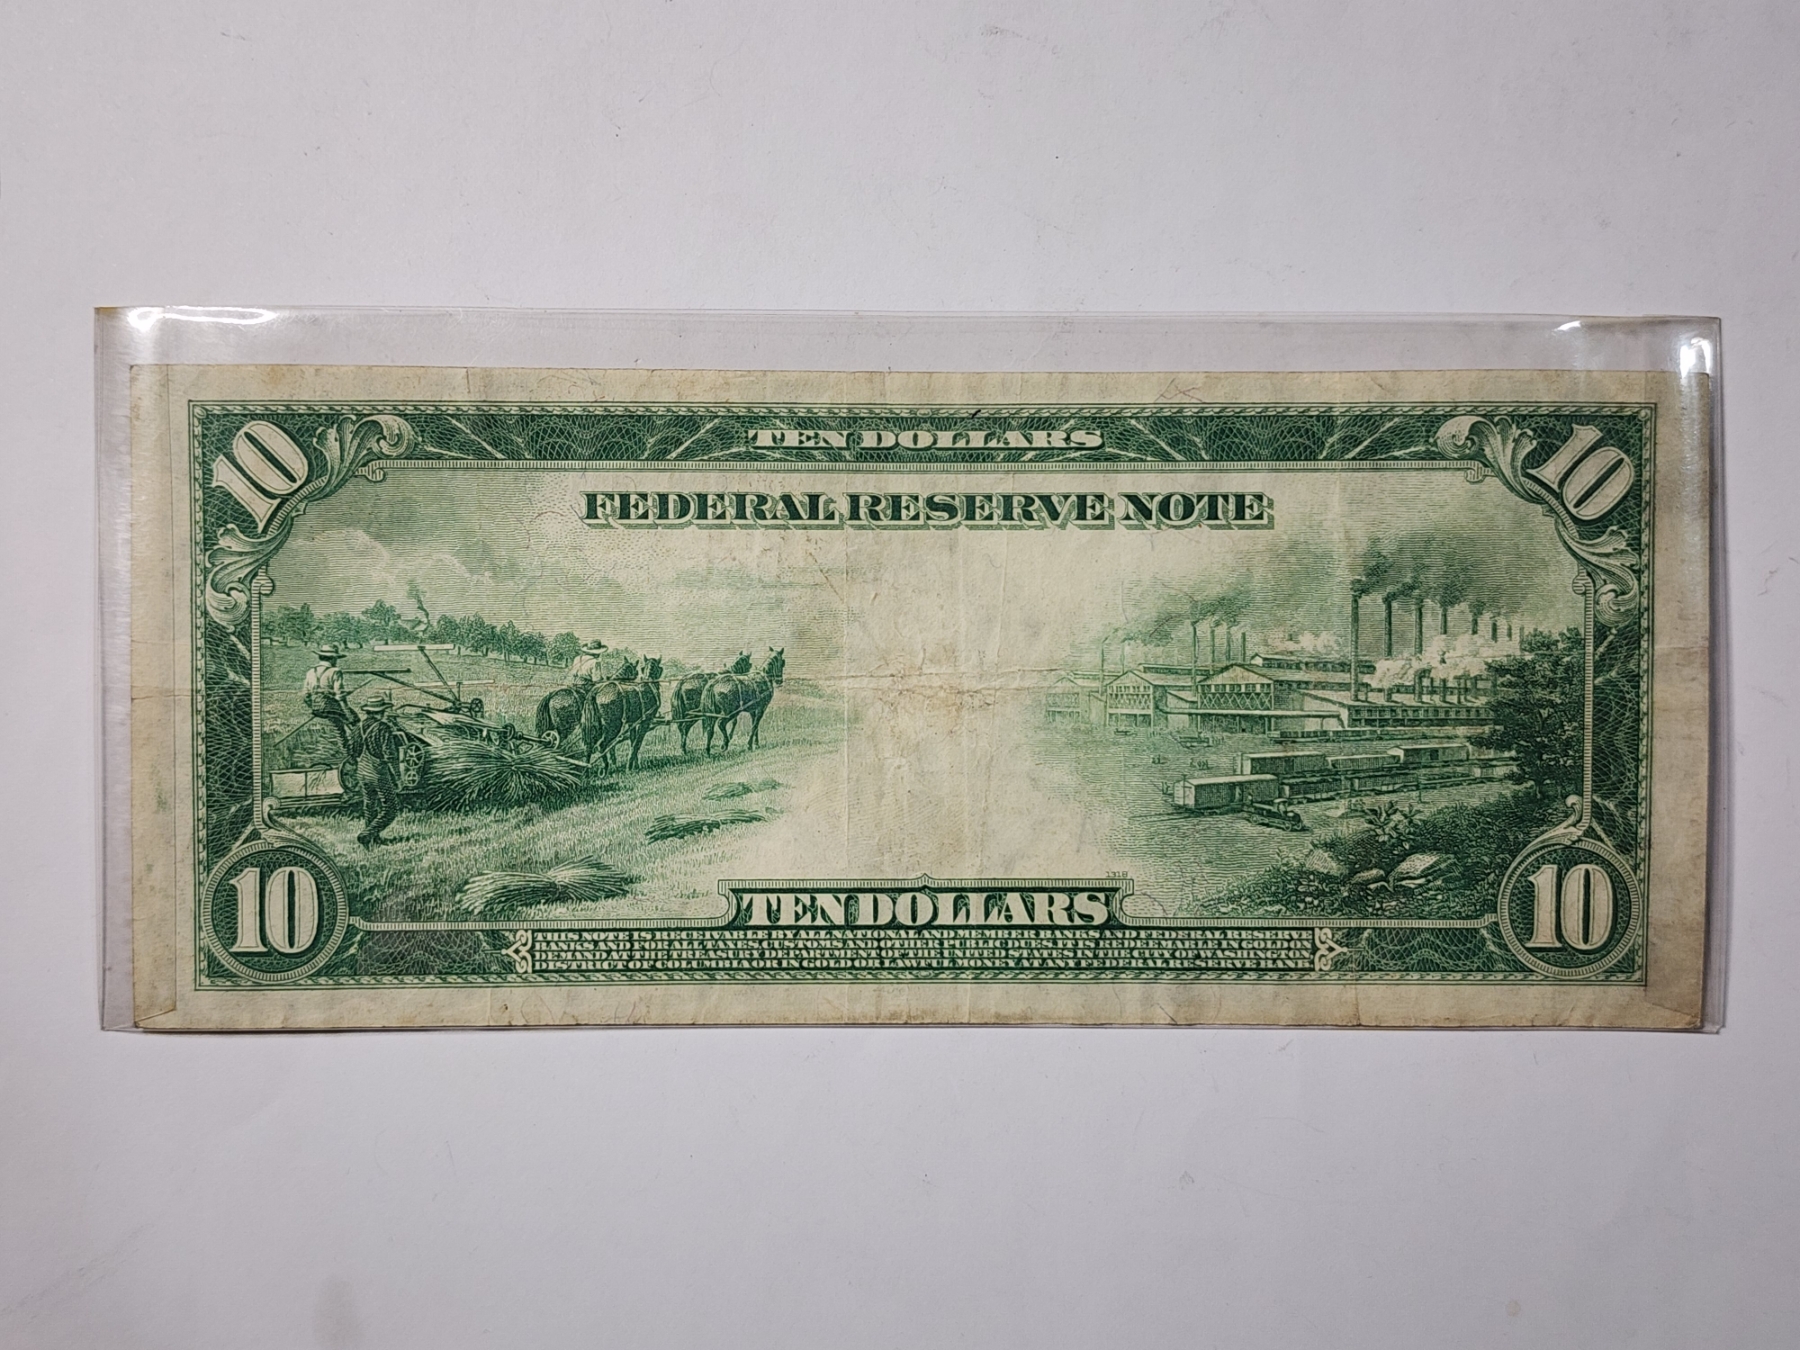 10 TEN DOLLARS 10
FEDERAL RESERVE NOTE
1318
10 TEN DOLLARS 10
THIS NOTE IS RECEIVABLE BY ALL NATIONAL AND MEMBER BANKS AND FEDERAL RESERVE
BANKS AND FOR ALL TAXES, CUSTOMS AND OTHER PUBLIC DUES. IT IS REDEEMABLE IN GOLD ON
DEMAND AT THE TREASURY DEPARTMENT OF THE UNITED STATES IN THE CITY OF WASHINGTON,
DISTRICT OF COLUMBIA OR IN GOLD OR LAWFUL MONEY AT ANY FEDERAL RESERVE BANK.